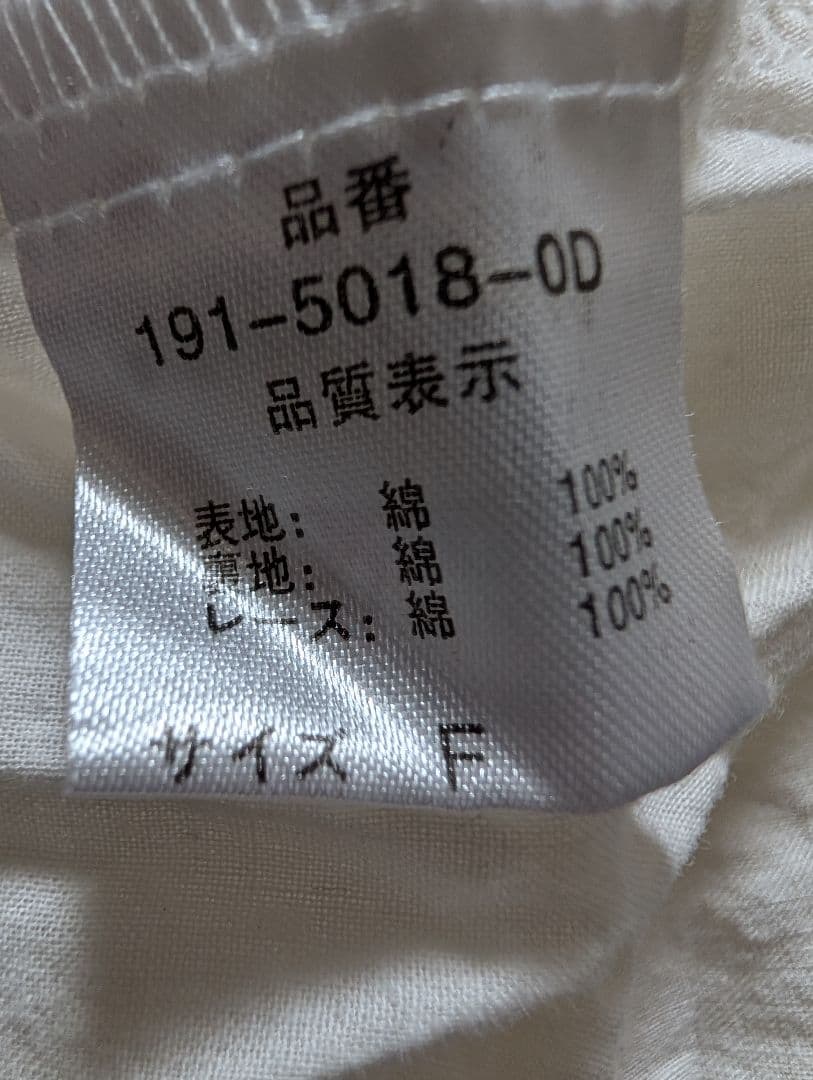 品番
191-5018-0D
品質表示
表地: 綿 100%
裏地: 綿 100%
レース: 綿 100%
サイズ F